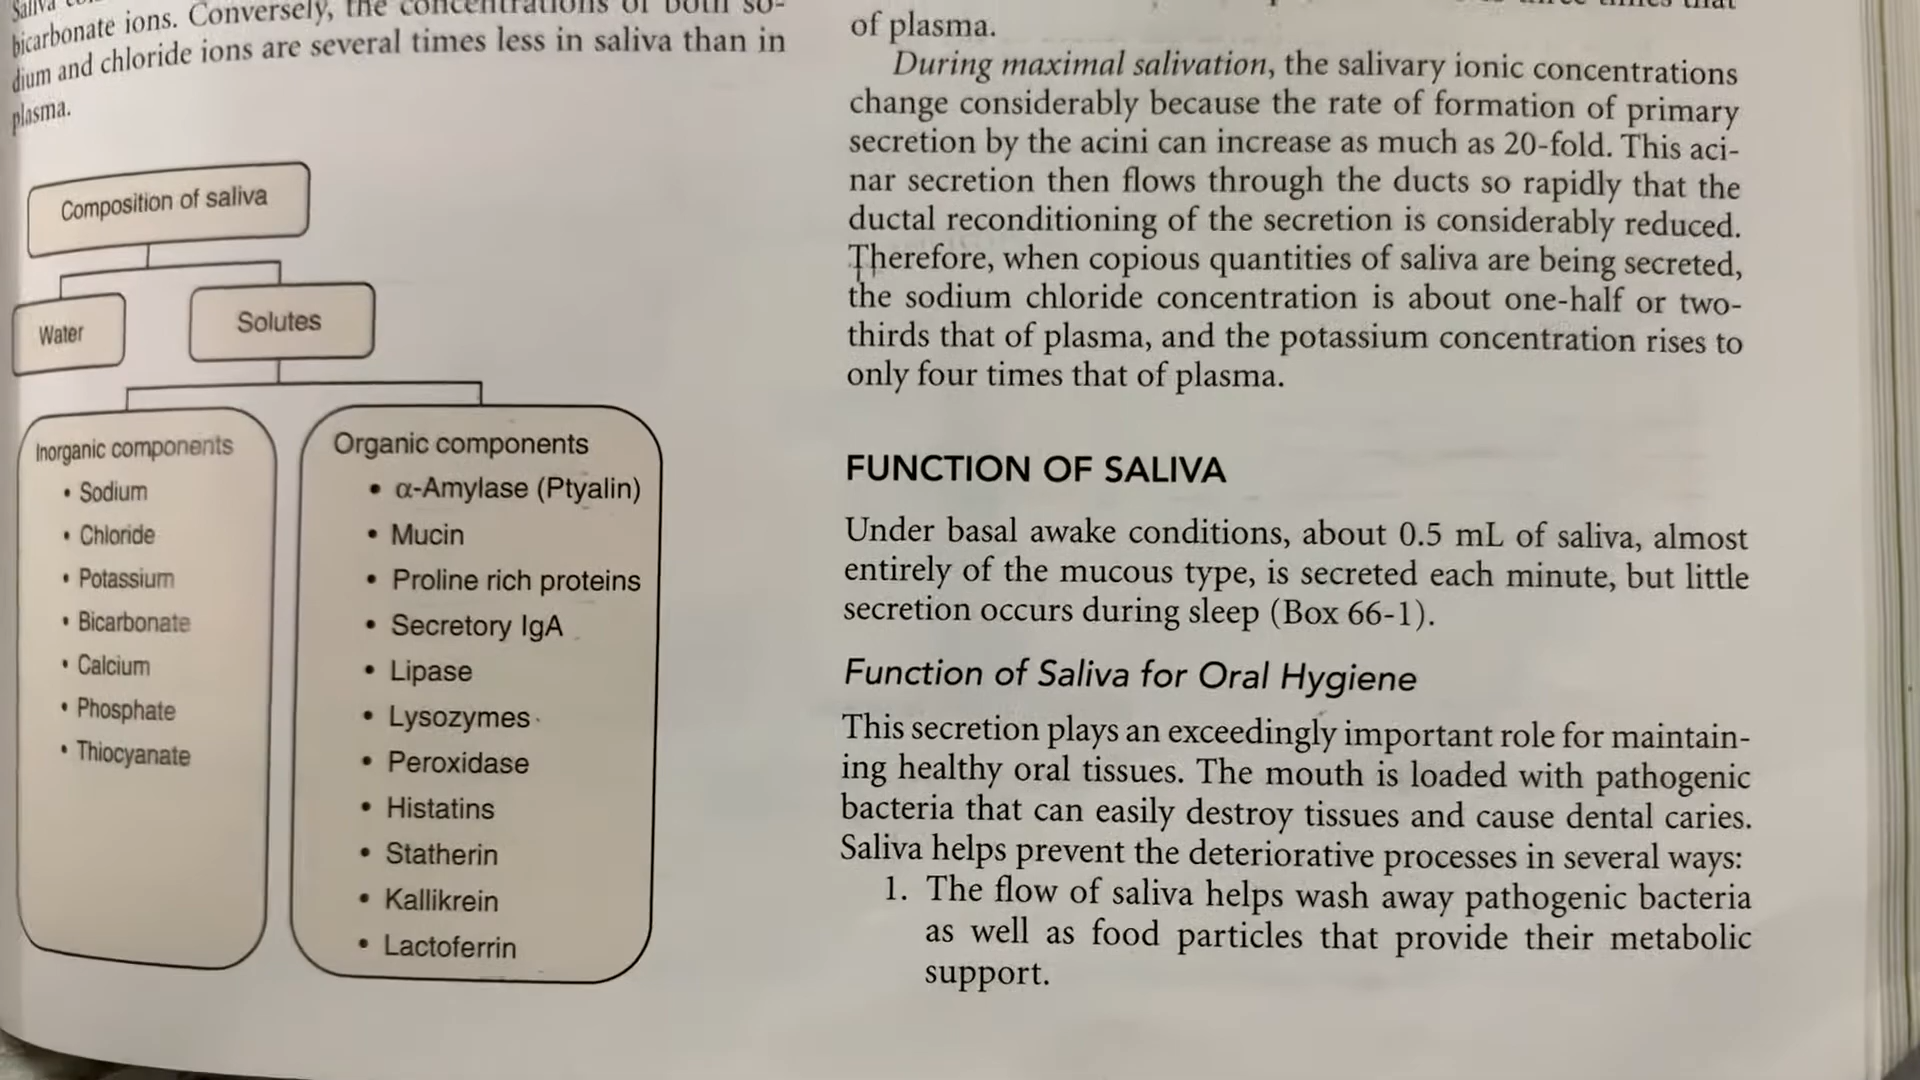 bicarbonate ions. Conversely, the concentrations of both so-
dium and chloride ions are several times less in saliva than in
plasma.
Composition of saliva
Water
Solutes
Inorganic components
• Sodium
• Chloride
• Potassium
• Bicarbonate
• Calcium
• Phosphate
• Thiocyanate
Organic components
• α-Amylase (Ptyalin)
• Mucin
• Proline rich proteins
• Secretory IgA
• Lipase
• Lysozymes
• Peroxidase
• Histatins
• Statherin
• Kallikrein
• Lactoferrin
of plasma.
During maximal salivation, the salivary ionic concentrations
change considerably because the rate of formation of primary
secretion by the acini can increase as much as 20-fold. This aci-
nar secretion then flows through the ducts so rapidly that the
ductal reconditioning of the secretion is considerably reduced.
Therefore, when copious quantities of saliva are being secreted,
the sodium chloride concentration is about one-half or two-
thirds that of plasma, and the potassium concentration rises to
only four times that of plasma.
FUNCTION OF SALIVA
Under basal awake conditions, about 0.5 mL of saliva, almost
entirely of the mucous type, is secreted each minute, but little
secretion occurs during sleep (Box 66-1).
Function of Saliva for Oral Hygiene
This secretion plays an exceedingly important role for maintain-
ing healthy oral tissues. The mouth is loaded with pathogenic
bacteria that can easily destroy tissues and cause dental caries.
Saliva helps prevent the deteriorative processes in several ways:
1. The flow of saliva helps wash away pathogenic bacteria
as well as food particles that provide their metabolic
support.